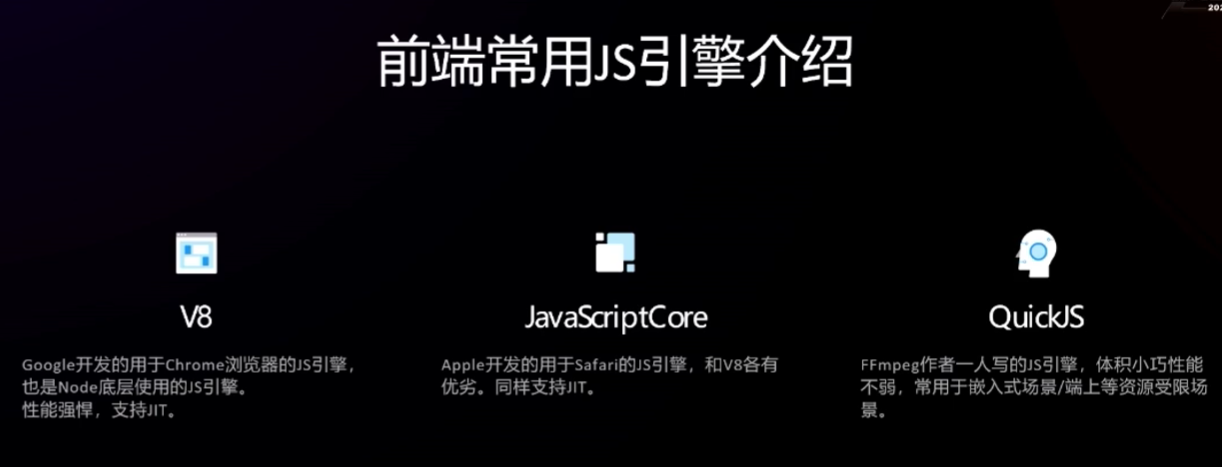 202
前端常用JS引擎介绍
V8
Google开发的用于Chrome浏览器的JS引擎，
也是Node底层使用的JS引擎。
性能强悍，支持JIT。
JavaScriptCore
Apple开发的用于Safari的JS引擎，和V8各有
优劣。同样支持JIT。
QuickJS
FFmpeg作者一人写的JS引擎，体积小巧性能
不弱，常用于嵌入式场景/端上等资源受限场
景。